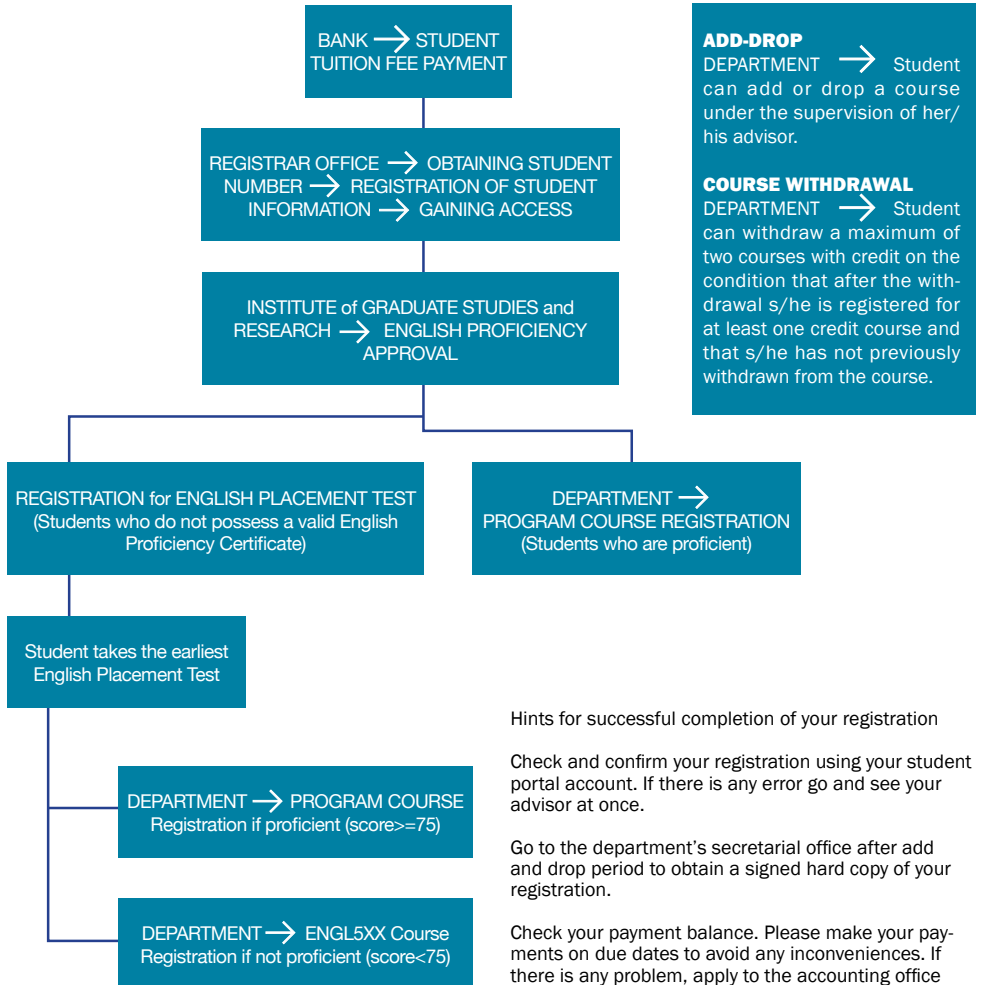 BANK → STUDENT
TUITION FEE PAYMENT
REGISTRAR OFFICE → OBTAINING STUDENT
NUMBER → REGISTRATION OF STUDENT
INFORMATION → GAINING ACCESS
INSTITUTE of GRADUATE STUDIES and
RESEARCH → ENGLISH PROFICIENCY
APPROVAL
REGISTRATION for ENGLISH PLACEMENT TEST
(Students who do not possess a valid English
Proficiency Certificate)
DEPARTMENT →
PROGRAM COURSE REGISTRATION
(Students who are proficient)
Student takes the earliest
English Placement Test
DEPARTMENT → PROGRAM COURSE
Registration if proficient (score>=75)
DEPARTMENT → ENGL5XX Course
Registration if not proficient (score<75)
ADD-DROP
DEPARTMENT → Student
can add or drop a course
under the supervision of her/
his advisor.
COURSE WITHDRAWAL
DEPARTMENT → Student
can withdraw a maximum of
two courses with credit on the
condition that after the with-
drawal s/he is registered for
at least one credit course and
that s/he has not previously
withdrawn from the course.
Hints for successful completion of your registration
Check and confirm your registration using your student
portal account. If there is any error go and see your
advisor at once.
Go to the department's secretarial office after add
and drop period to obtain a signed hard copy of your
registration.
Check your payment balance. Please make your pay-
ments on due dates to avoid any inconveniences. If
there is any problem, apply to the accounting office